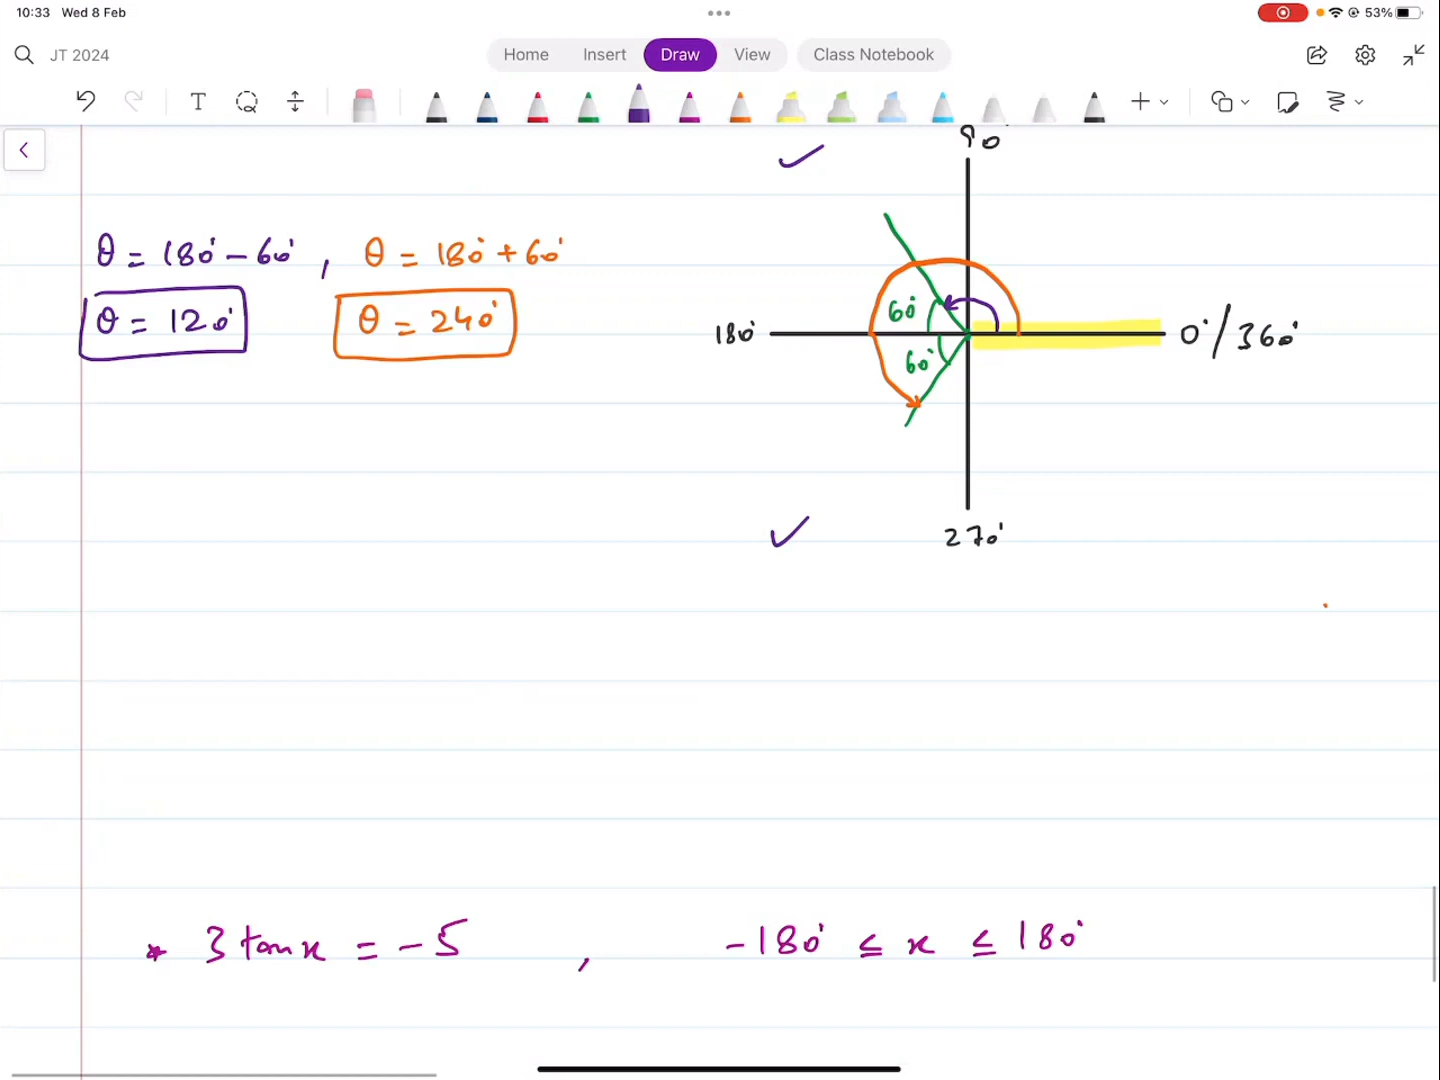 10:33 Wed 8 Feb
53%
JT 2024
Home Insert Draw View Class Notebook
T
90
θ = 180° - 60° , θ = 180° + 60°
θ = 120° θ = 240°
60°
180° 0°/360°
60°
270°
* 3 tan x = -5 , -180° ≤ x ≤ 180°